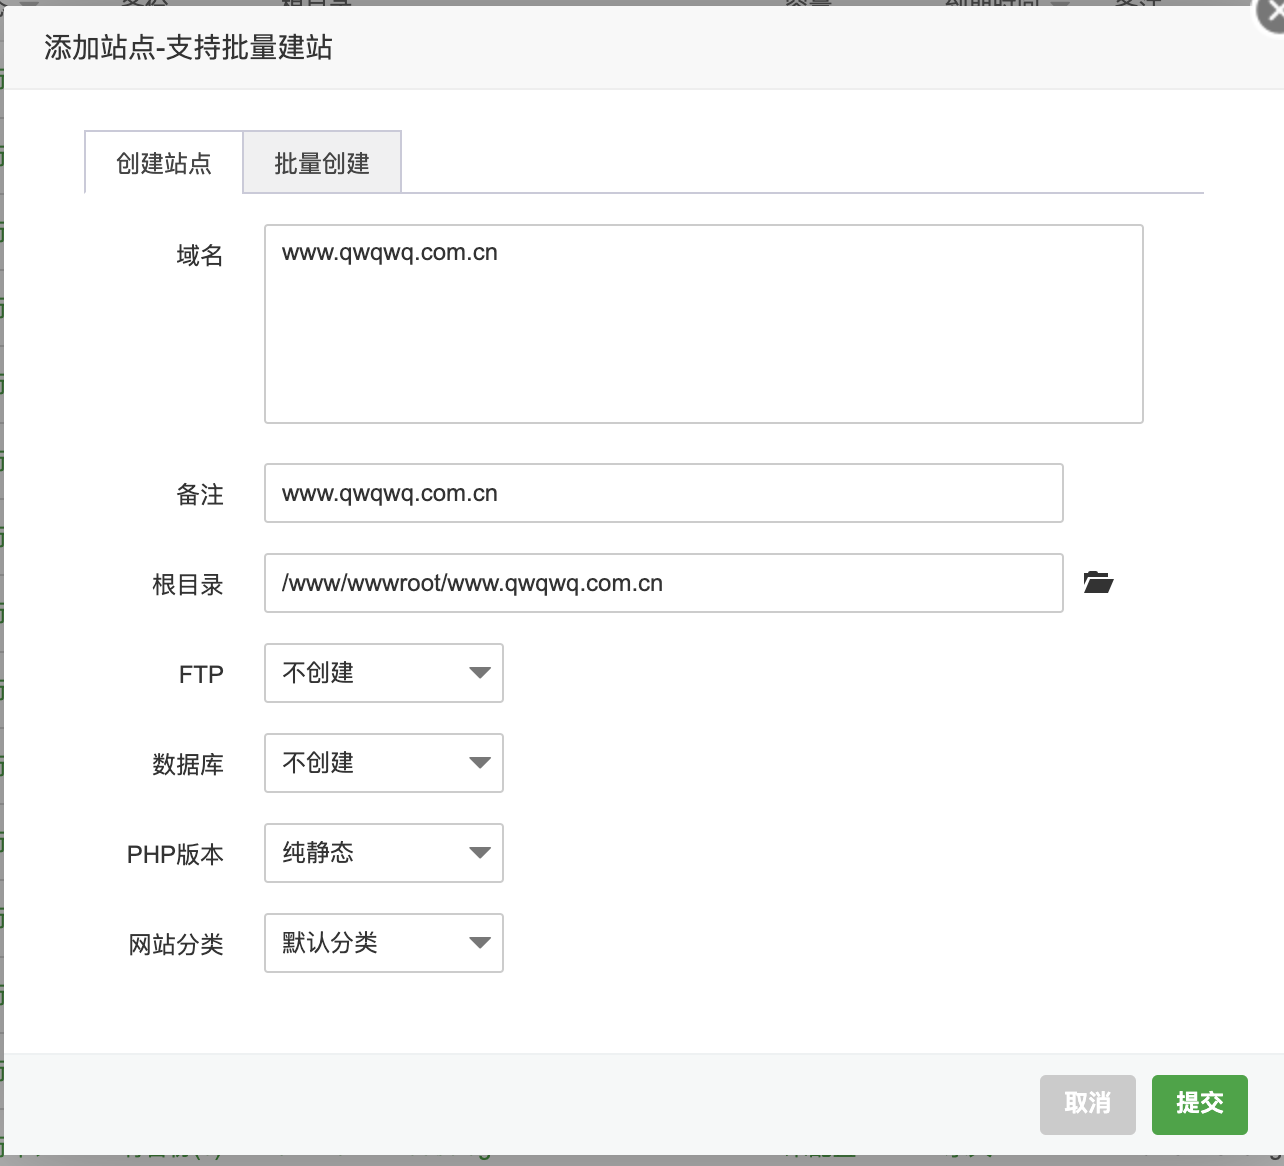 添加站点-支持批量建站
创建站点 批量创建
域名 www.qwqwq.com.cn
备注 www.qwqwq.com.cn
根目录 /www/wwwroot/www.qwqwq.com.cn
FTP 不创建
数据库 不创建
PHP版本 纯静态
网站分类 默认分类
取消 提交